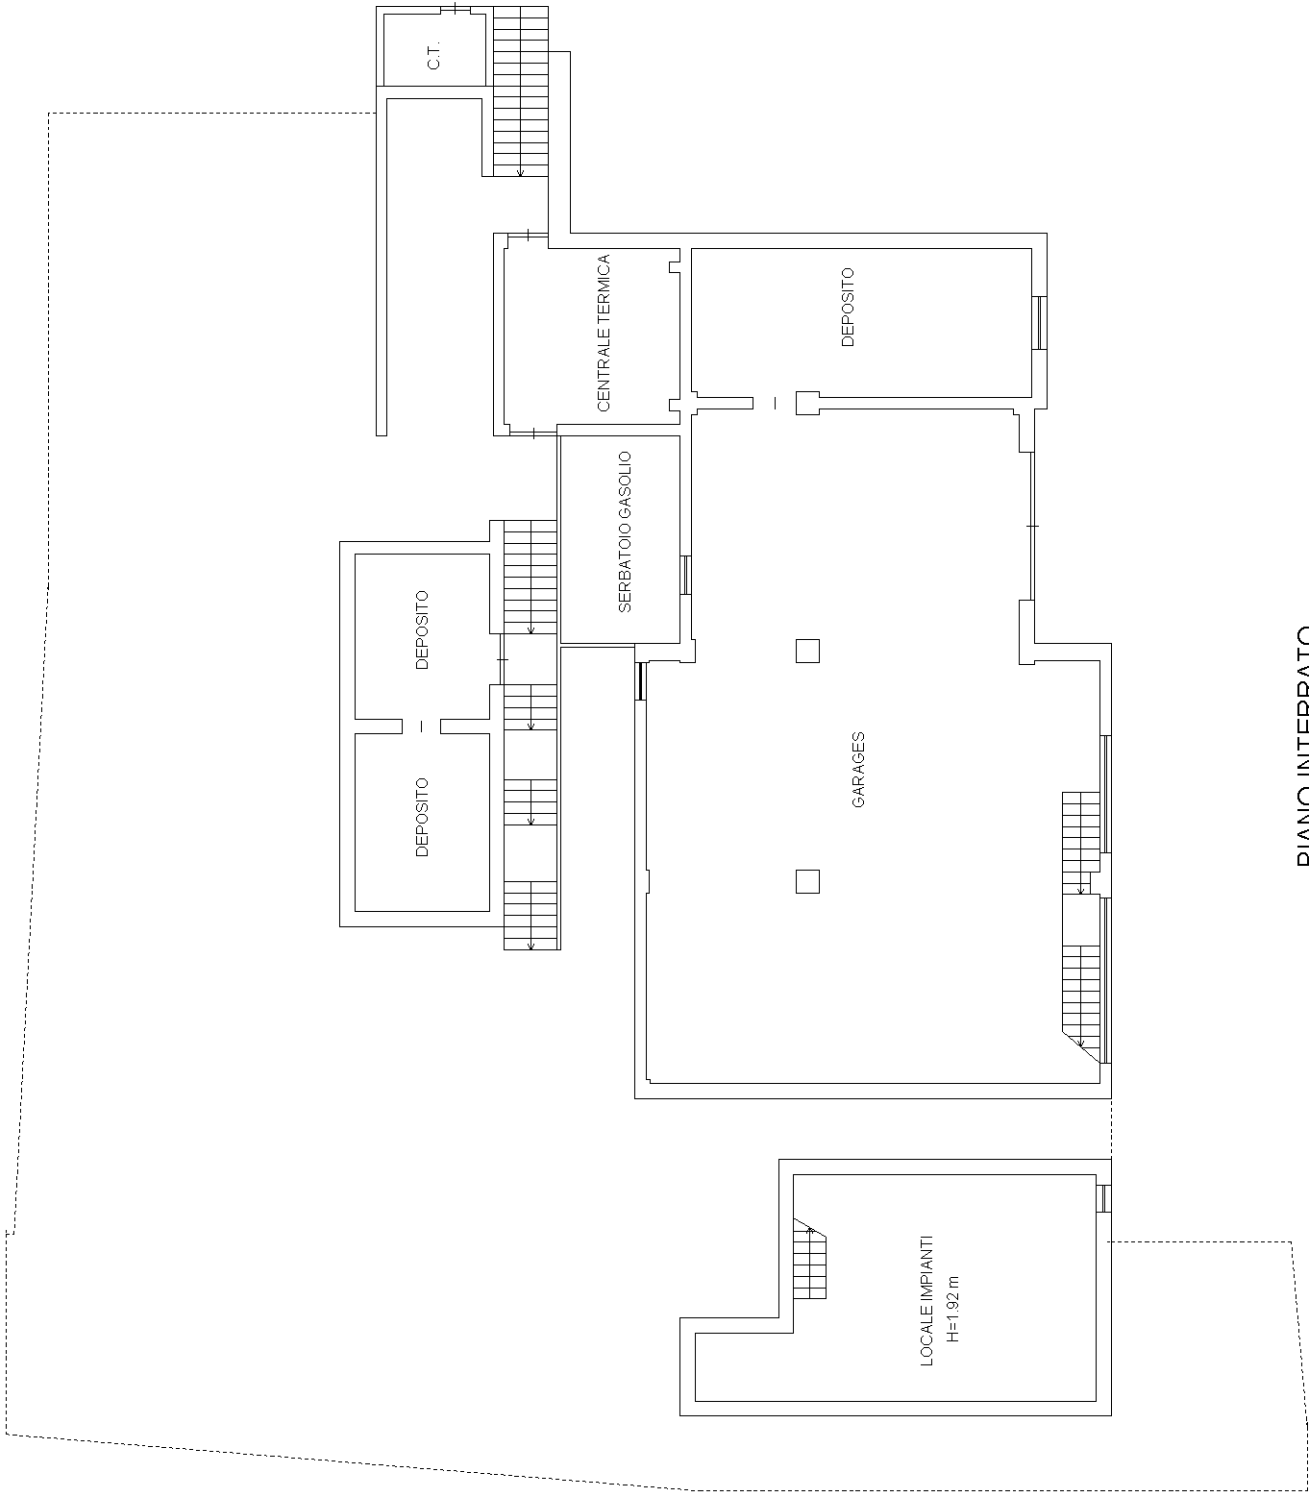 C.T.
CENTRALE TERMICA
DEPOSITO
SERBATOIO GASOLIO
DEPOSITO
DEPOSITO
GARAGES
LOCALE IMPIANTI
H=1.92 m
PIANO INTERRATO